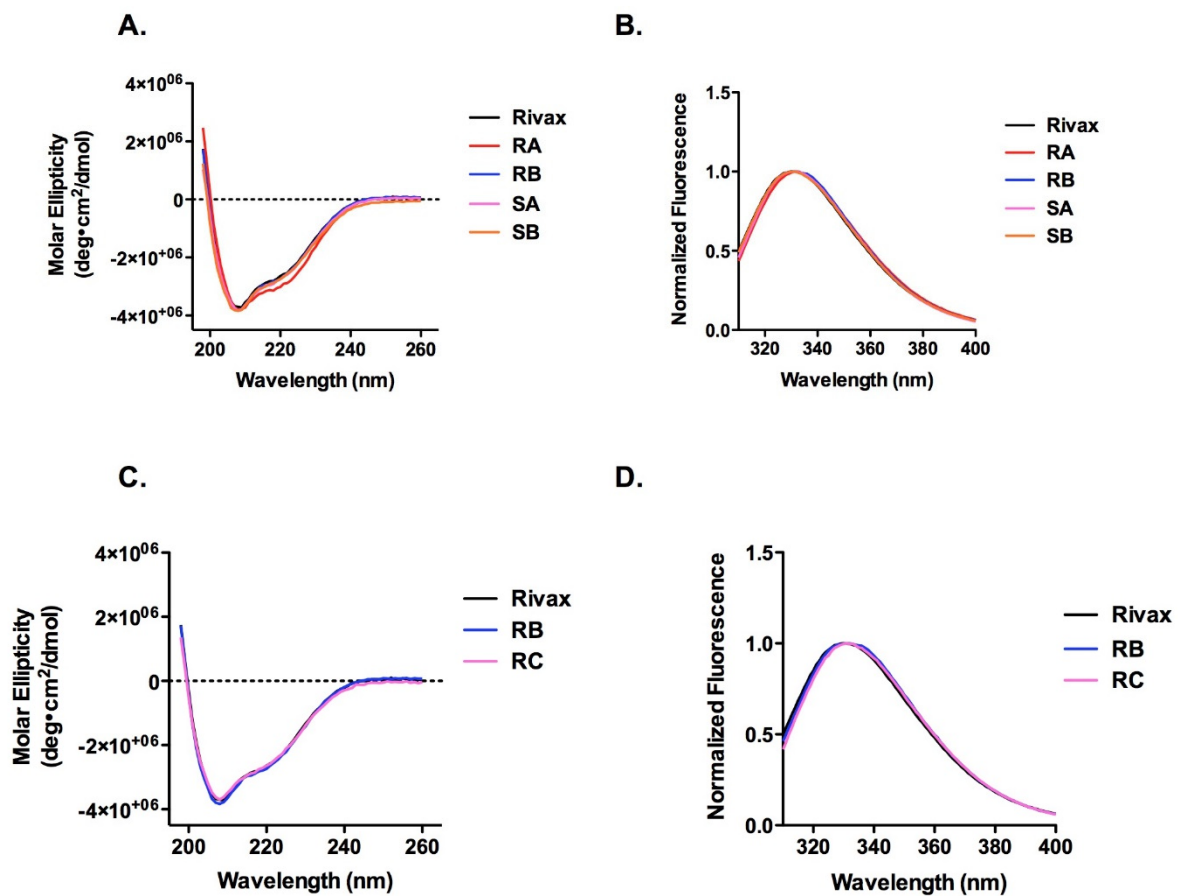 A.
Molar Ellipticity
(deg•cm²/dmol)
4×10⁺⁰⁶
2×10⁺⁰⁶
0
-2×10⁺⁰⁶
-4×10⁺⁰⁶
200 220 240 260
Wavelength (nm)
Rivax
RA
RB
SA
SB
B.
Normalized Fluorescence
1.5
1.0
0.5
0.0
320 340 360 380 400
Wavelength (nm)
Rivax
RA
RB
SA
SB
C.
Molar Ellipticity
(deg•cm²/dmol)
4×10⁰⁶
2×10⁰⁶
0
-2×10⁺⁰⁶
-4×10⁺⁰⁶
200 220 240 260
Wavelength (nm)
Rivax
RB
RC
D.
Normalized Fluorescence
1.5
1.0
0.5
0.0
320 340 360 380 400
Wavelength (nm)
Rivax
RB
RC